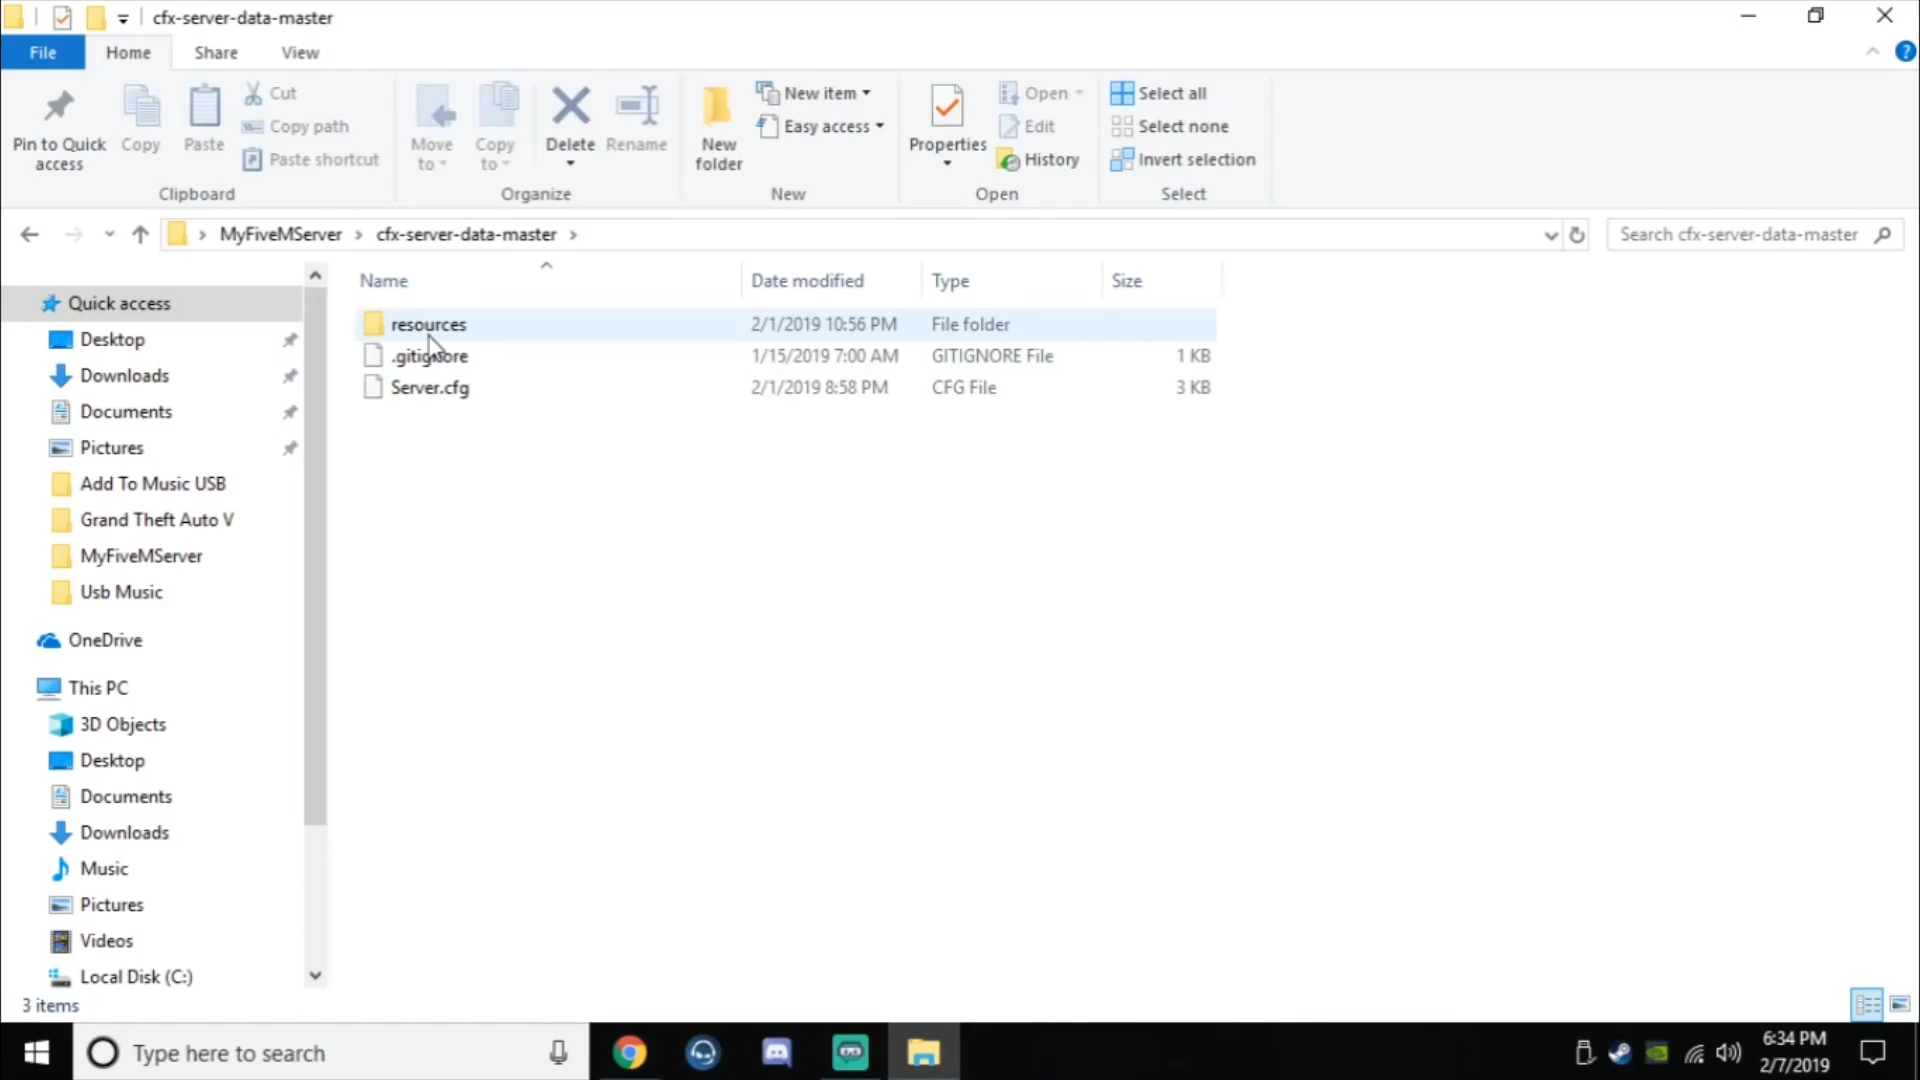 cfx-server-data-master
File Home Share View
Pin to Quick access
Copy
Paste
Cut
Copy path
Paste shortcut
Clipboard
Move to
Copy to
Delete
Rename
Organize
New folder
New item
Easy access
New
Properties
Open
Edit
History
Open
Select all
Select none
Invert selection
Select
MyFiveMServer cfx-server-data-master
Search cfx-server-data-master
Name Date modified Type Size
resources 2/1/2019 10:56 PM File folder
.gitignore 1/15/2019 7:00 AM GITIGNORE File 1 KB
Server.cfg 2/1/2019 8:58 PM CFG File 3 KB
Quick access
Desktop
Downloads
Documents
Pictures
Add To Music USB
Grand Theft Auto V
MyFiveMServer
Usb Music
OneDrive
This PC
3D Objects
Desktop
Documents
Downloads
Music
Pictures
Videos
Local Disk (C:)
3 items
Type here to search
6:34 PM
2/7/2019